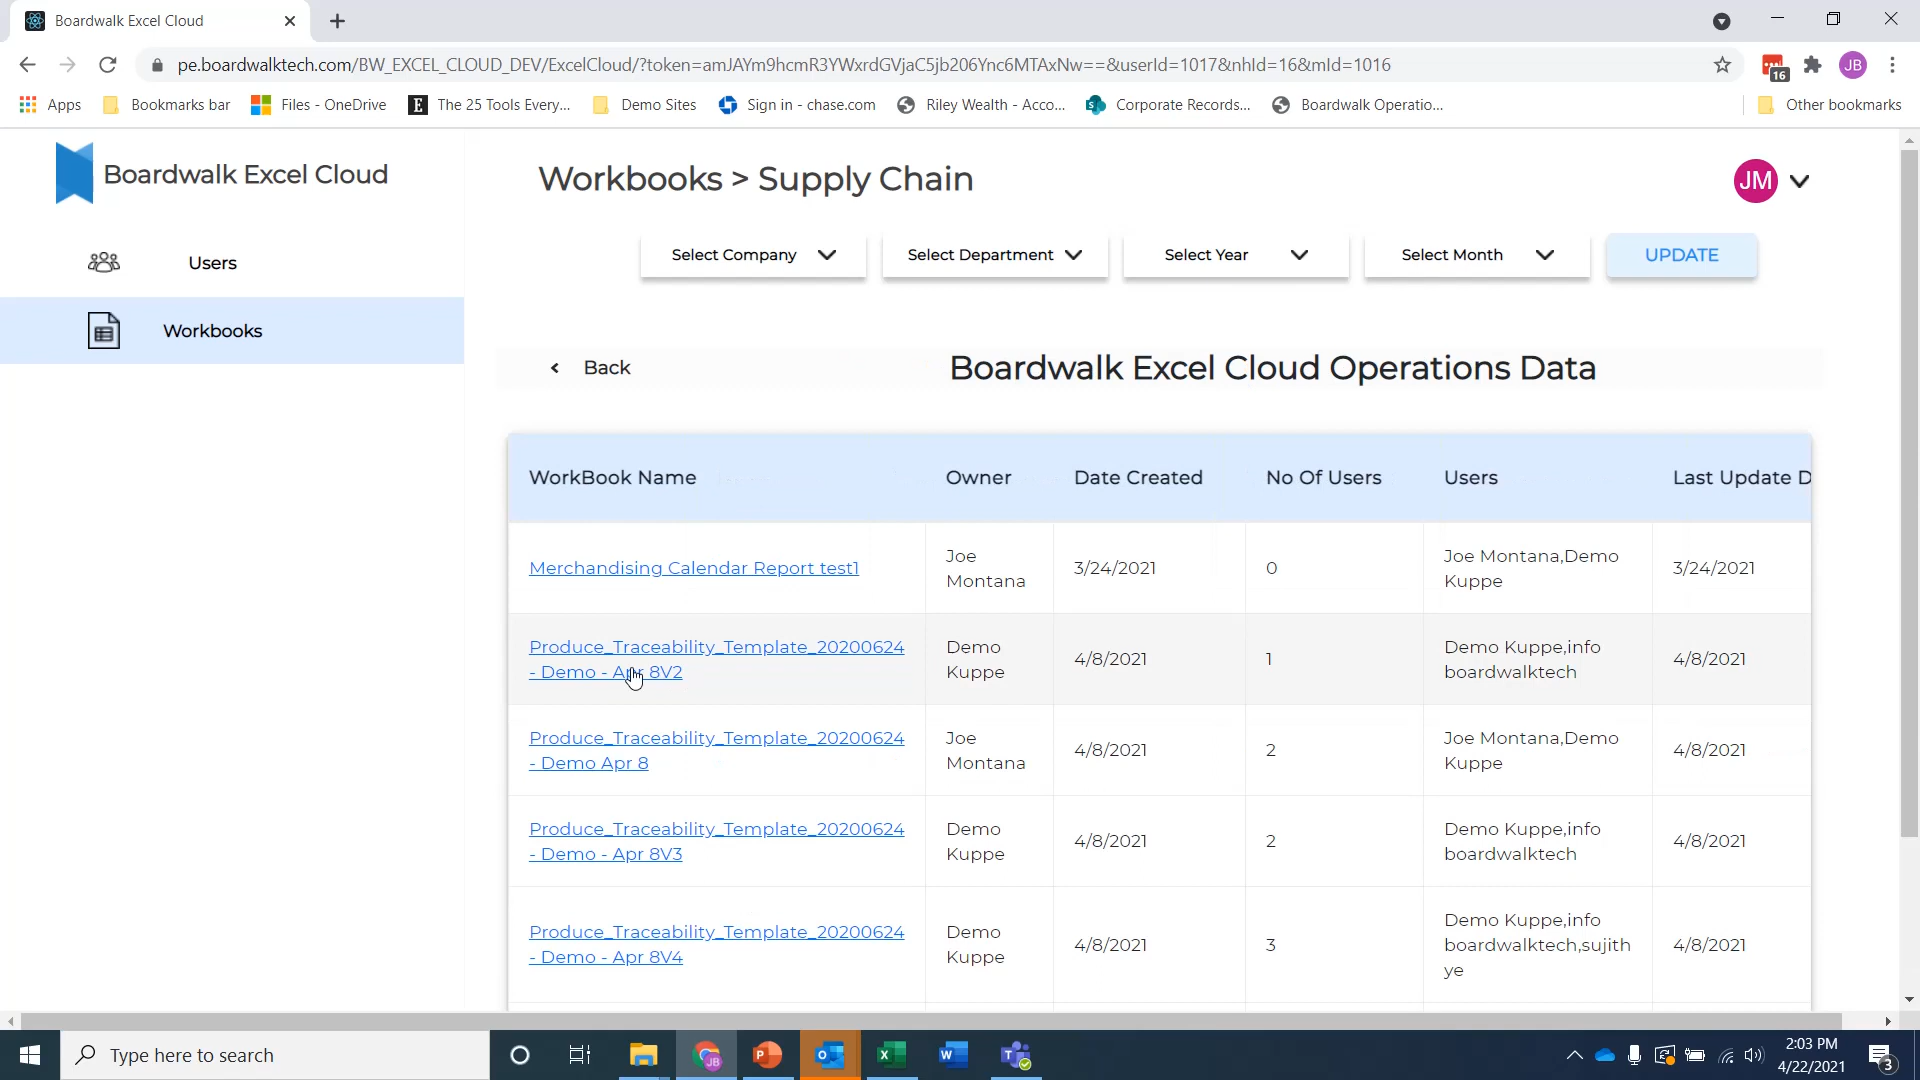 Boardwalk Excel Cloud
pe.boardwalktech.com/BW_EXCEL_CLOUD_DEV/ExcelCloud/?token=amJAYm9hcmR3YWxrdGVjaC5jb206Ync6MTAxNw==&userId=1017&nhId=16&mId=1016
16
JB
Apps
Bookmarks bar
Files - OneDrive
The 25 Tools Every...
Demo Sites
Sign in - chase.com
Riley Wealth - Acco...
Corporate Records...
Boardwalk Operatio...
Other bookmarks
Boardwalk Excel Cloud
Workbooks > Supply Chain
JM
Users
Workbooks
Select Company
Select Department
Select Year
Select Month
UPDATE
< Back
Boardwalk Excel Cloud Operations Data
WorkBook Name Owner Date Created No Of Users Users Last Update D
Merchandising Calendar Report test1
Joe
Montana
3/24/2021
0
Joe Montana,Demo
Kuppe
3/24/2021
Produce_Traceability_Template_20200624
- Demo - Apr 8V2
Demo
Kuppe
4/8/2021
1
Demo Kuppe,info
boardwalktech
4/8/2021
Produce_Traceability_Template_20200624
- Demo Apr 8
Joe
Montana
4/8/2021
2
Joe Montana,Demo
Kuppe
4/8/2021
Produce_Traceability_Template_20200624
- Demo - Apr 8V3
Demo
Kuppe
4/8/2021
2
Demo Kuppe,info
boardwalktech
4/8/2021
Produce_Traceability_Template_20200624
- Demo - Apr 8V4
Demo
Kuppe
4/8/2021
3
Demo Kuppe,info
boardwalktech,sujith
ye
4/8/2021
Type here to search
2:03 PM
4/22/2021
3